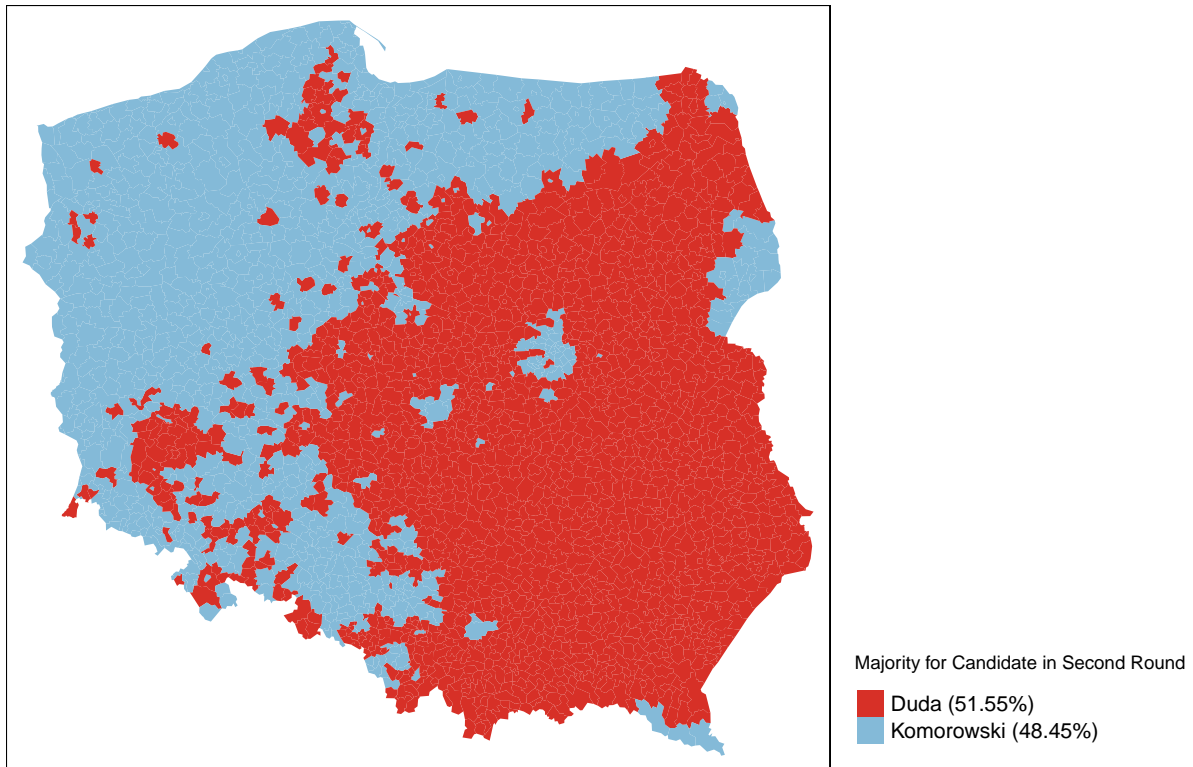 Majority for Candidate in Second Round
Duda (51.55%)
Komorowski (48.45%)